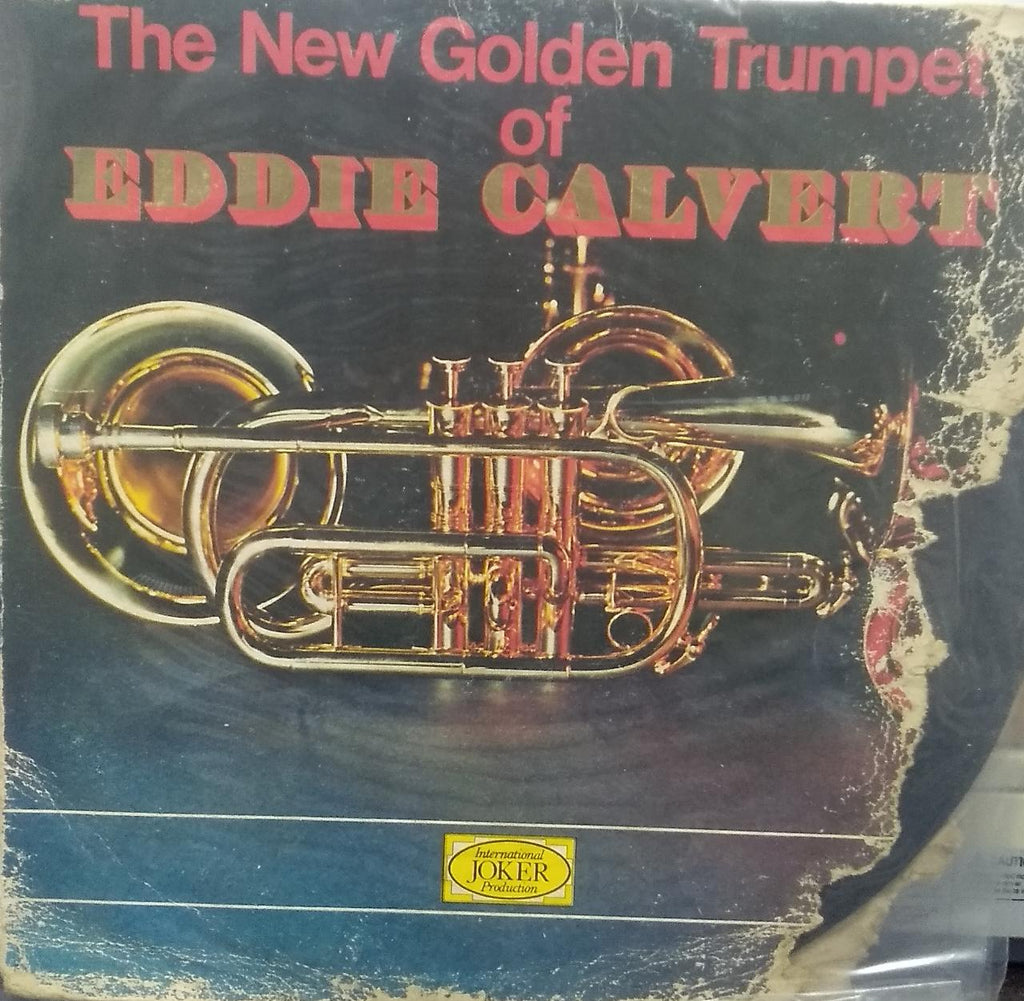 The New Golden Trumpet
of
EDDIE CALVERT
International
JOKER
Production